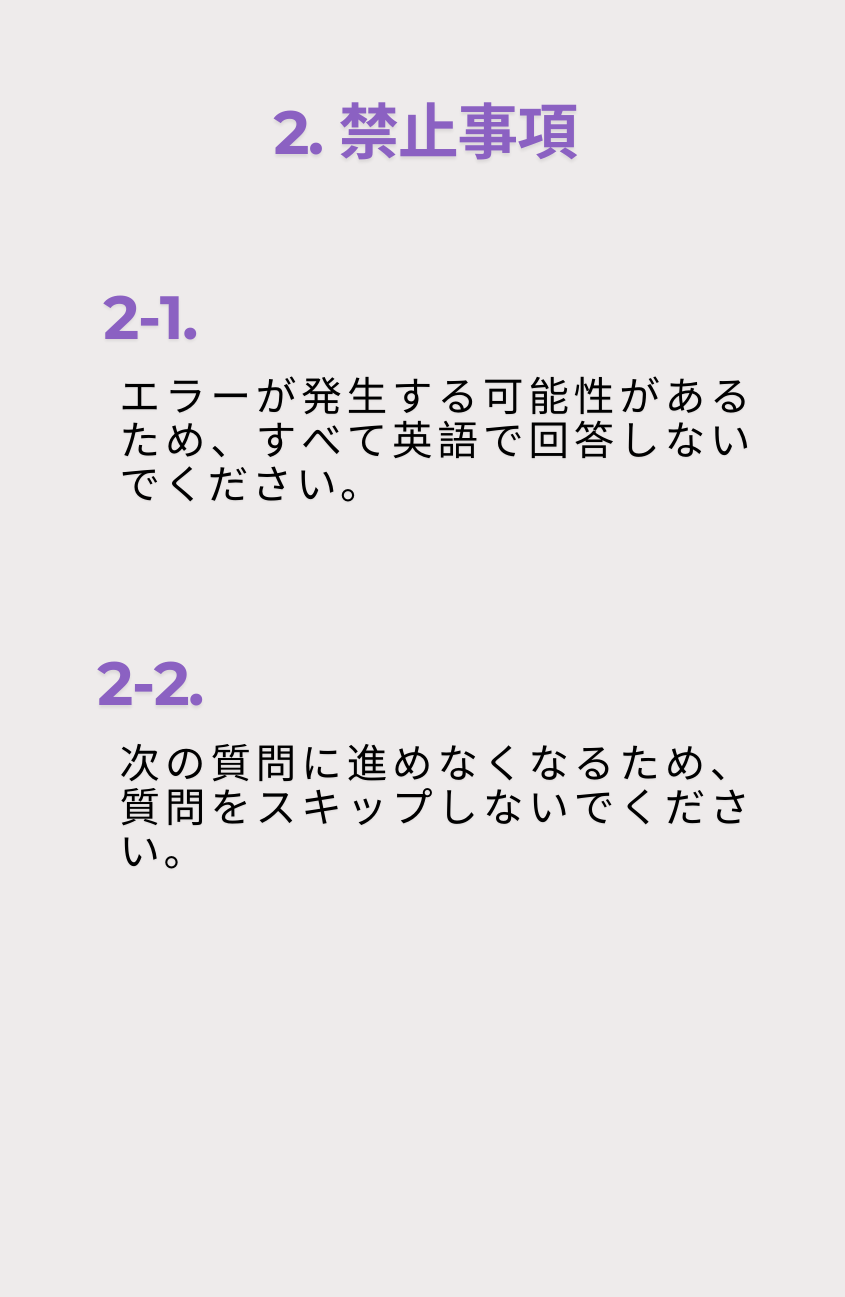 2. 禁止事項
2-1.
エラーが発生する可能性がある
ため、すべて英語で回答しない
でください。
2-2.
次の質問に進めなくなるため、
質問をスキップしないでくださ
い。